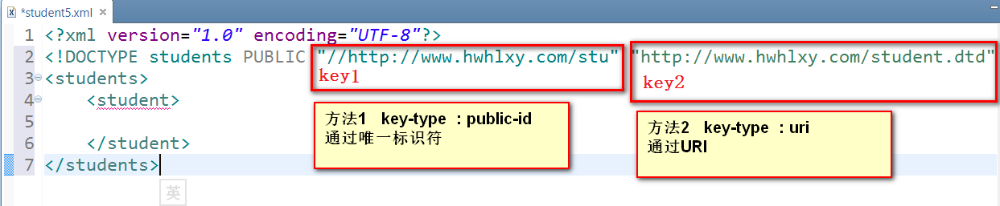 *student5.xml
1 <?xml version="1.0" encoding="UTF-8"?>
2 <!DOCTYPE students PUBLIC "//http://www.hwhlxy.com/stu" "http://www.hwhlxy.com/student.dtd"
key1
key2
3 <students>
4 <student>
方法1 key-type : public-id
通过唯一标识符
方法2 key-type : uri
通过URI
5
6 </student>
7 </students>
英